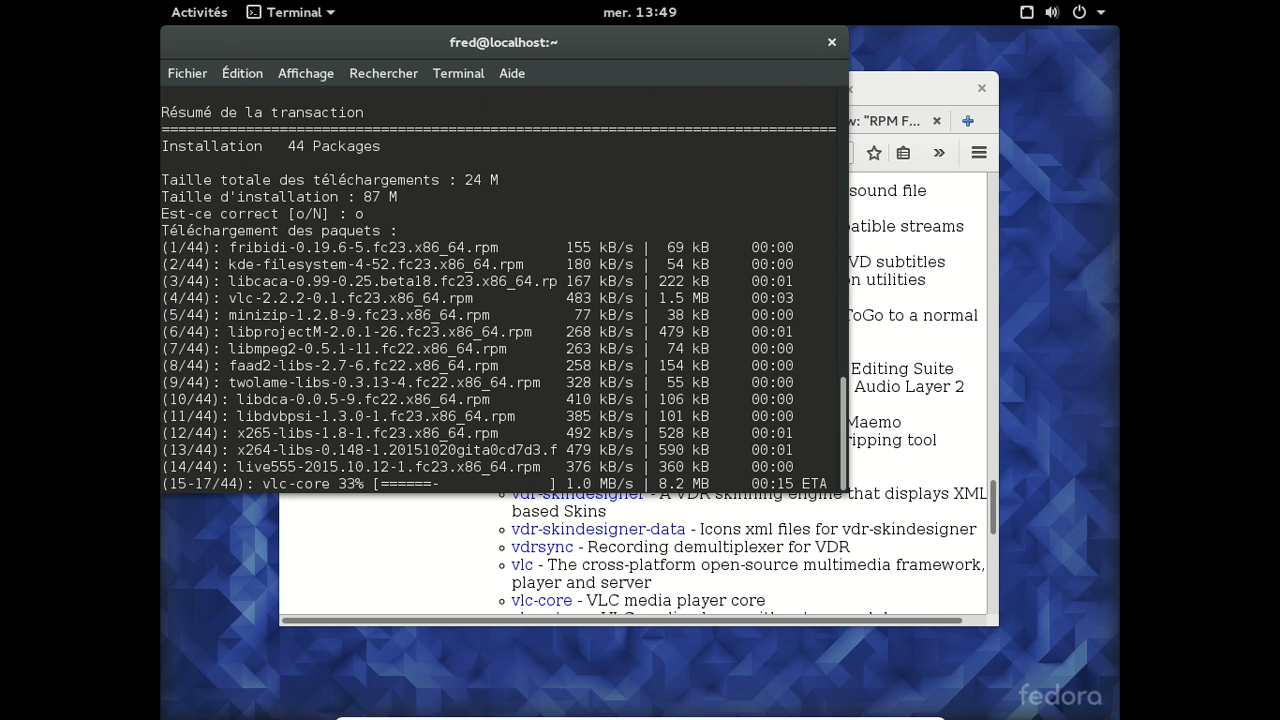 Activités
Terminal
mer. 13:49
fred@localhost:~
Fichier Édition Affichage Rechercher Terminal Aide
Résumé de la transaction
================================================================================
Installation   44 Packages
Taille totale des téléchargements : 24 M
Taille d'installation : 87 M
Est-ce correct [o/N] : o
Téléchargement des paquets :
(1/44): fribidi-0.19.6-5.fc23.x86_64.rpm        155 kB/s |  69 kB     00:00
(2/44): kde-filesystem-4-52.fc23.x86_64.rpm     180 kB/s |  54 kB     00:00
(3/44): libcaca-0.99-0.25.beta18.fc23.x86_64.rp 167 kB/s | 222 kB     00:01
(4/44): vlc-2.2.2-0.1.fc23.x86_64.rpm           483 kB/s | 1.5 MB     00:03
(5/44): minizip-1.2.8-9.fc23.x86_64.rpm          77 kB/s |  38 kB     00:00
(6/44): libprojectM-2.0.1-26.fc23.x86_64.rpm    268 kB/s | 479 kB     00:01
(7/44): libmpeg2-0.5.1-11.fc22.x86_64.rpm       263 kB/s |  74 kB     00:00
(8/44): faad2-libs-2.7-6.fc22.x86_64.rpm        258 kB/s | 154 kB     00:00
(9/44): twolame-libs-0.3.13-4.fc22.x86_64.rpm   328 kB/s |  55 kB     00:00
(10/44): libdca-0.0.5-9.fc22.x86_64.rpm         410 kB/s | 106 kB     00:00
(11/44): libdvbpsi-1.3.0-1.fc23.x86_64.rpm      385 kB/s | 101 kB     00:00
(12/44): x265-libs-1.8-1.fc23.x86_64.rpm        492 kB/s | 528 kB     00:01
(13/44): x264-libs-0.148-1.20151020gita0cd7d3.f 479 kB/s | 590 kB     00:01
(14/44): live555-2015.10.12-1.fc23.x86_64.rpm   376 kB/s | 360 kB     00:00
(15-17/44): vlc-core 33% [======-             ] 1.0 MB/s | 8.2 MB     00:15 ETA
w: "RPM F...
sound file
atible streams
VD subtitles
n utilities
ToGo to a normal
Editing Suite
Audio Layer 2
Maemo
ripping tool
vdr-skindesigner - A VDR skinning engine that displays XML
based Skins
vdr-skindesigner-data - Icons xml files for vdr-skindesigner
vdrsync - Recording demultiplexer for VDR
vlc - The cross-platform open-source multimedia framework,
player and server
vlc-core - VLC media player core
fedora